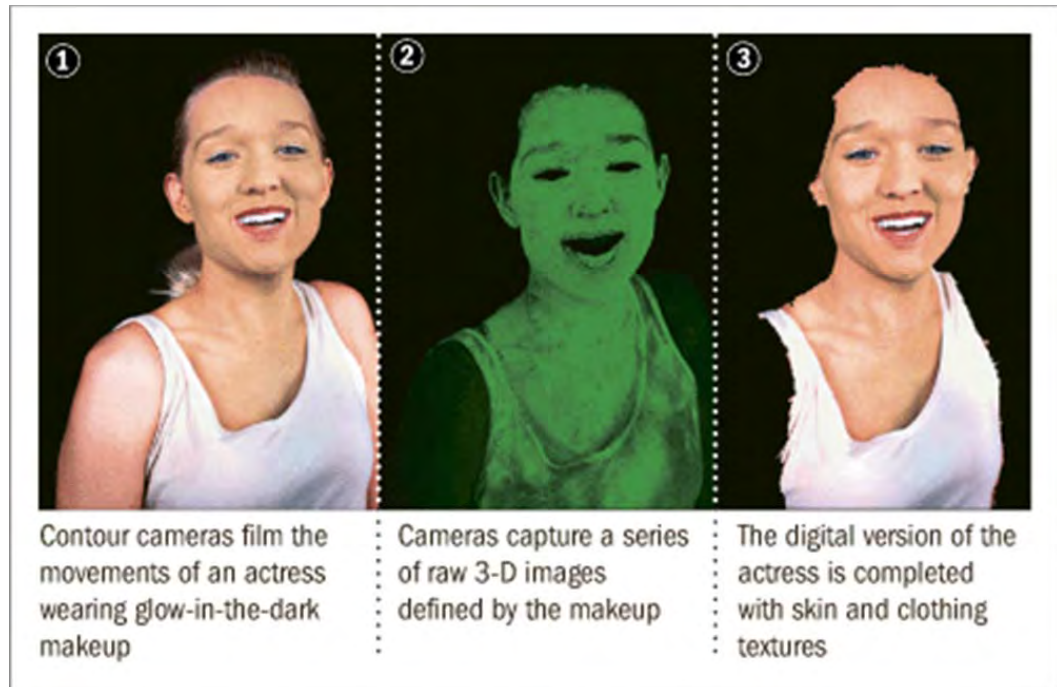 1
2
3
Contour cameras film the
movements of an actress
wearing glow-in-the-dark
makeup
Cameras capture a series
of raw 3-D images
defined by the makeup
The digital version of the
actress is completed
with skin and clothing
textures